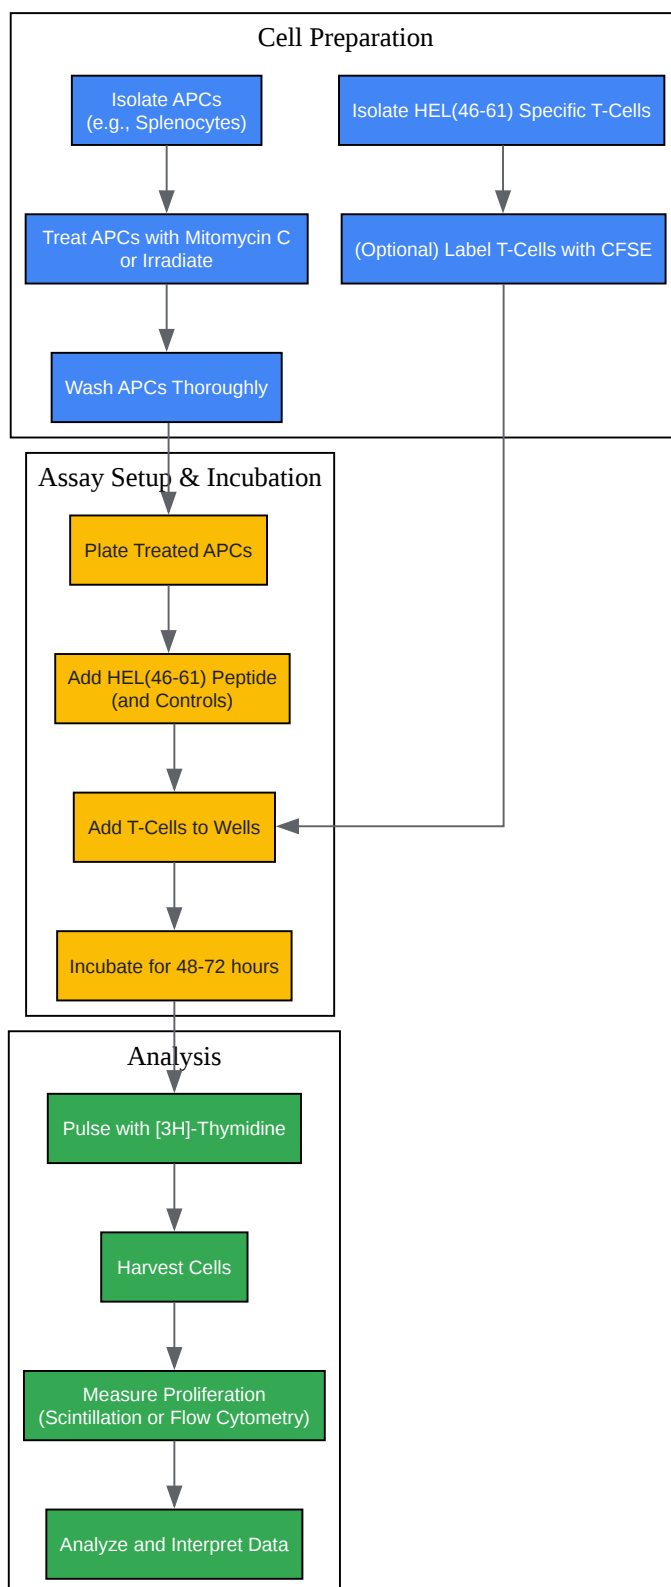 Cell Preparation
Isolate APCs
(e.g., Splenocytes)
Isolate HEL(46-61) Specific T-Cells
Treat APCs with Mitomycin C
or Irradiate
(Optional) Label T-Cells with CFSE
Wash APCs Thoroughly
Assay Setup & Incubation
Plate Treated APCs
Add HEL(46-61) Peptide
(and Controls)
Add T-Cells to Wells
Incubate for 48-72 hours
Analysis
Pulse with [3H]-Thymidine
Harvest Cells
Measure Proliferation
(Scintillation or Flow Cytometry)
Analyze and Interpret Data